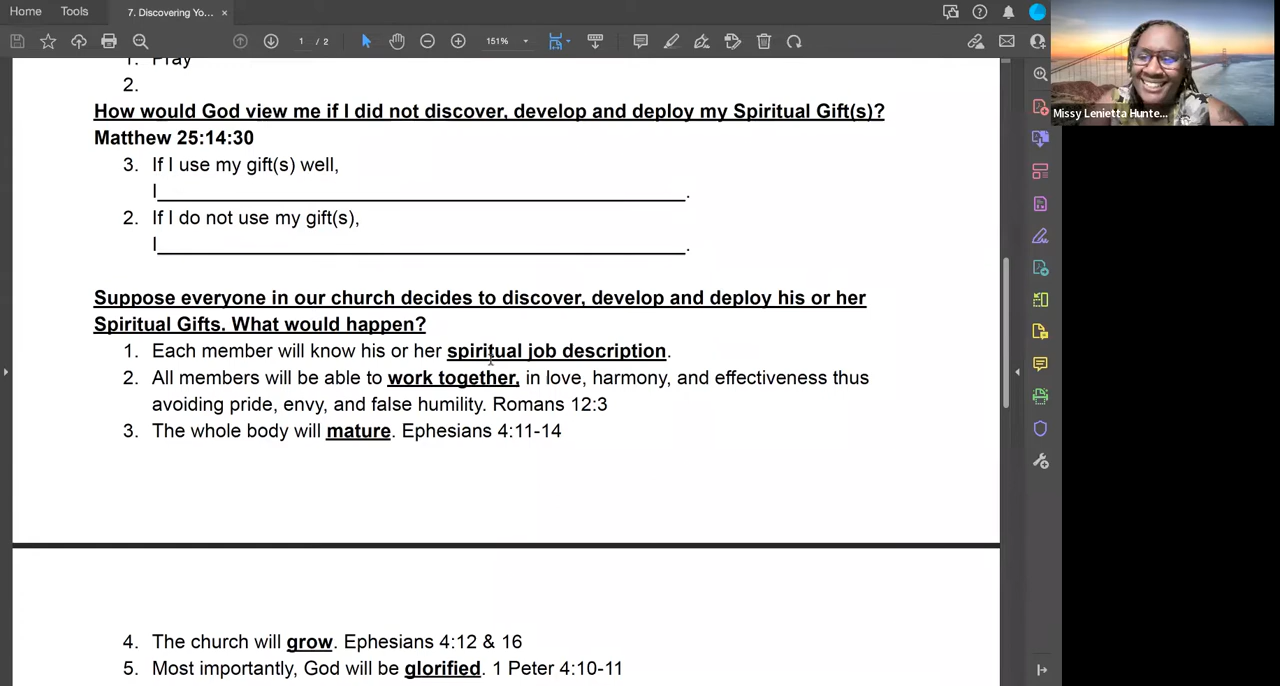 Home Tools 7. Discovering Yo... ×
1 / 2 151%
Missy Lenietta Hunte...
1. Pray
2.
How would God view me if I did not discover, develop and deploy my Spiritual Gift(s)?
Matthew 25:14:30
3. If I use my gift(s) well,
I________________________________________________.
2. If I do not use my gift(s),
I________________________________________________.
Suppose everyone in our church decides to discover, develop and deploy his or her
Spiritual Gifts. What would happen?
1. Each member will know his or her spiritual job description.
2. All members will be able to work together, in love, harmony, and effectiveness thus
avoiding pride, envy, and false humility. Romans 12:3
3. The whole body will mature. Ephesians 4:11-14
4. The church will grow. Ephesians 4:12 & 16
5. Most importantly, God will be glorified. 1 Peter 4:10-11